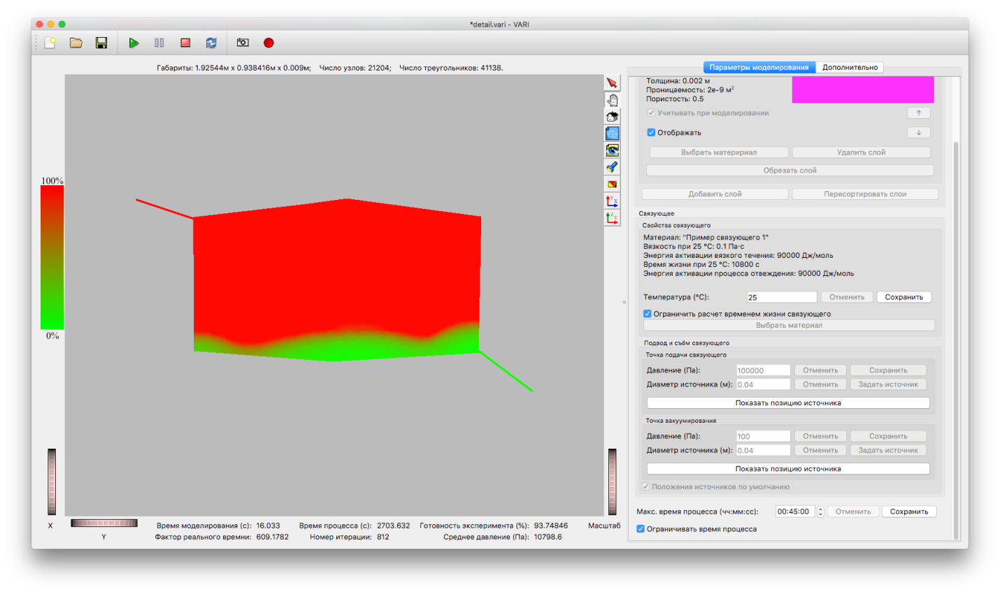 *detail.vari - VARI
Габариты: 1.92544м x 0.938416м x 0.009м; Число узлов: 21204; Число треугольников: 41138.
100%
0%
X
Y
Время моделирования (с): 16.033 Время процесса (с): 2703.632 Готовность эксперимента (%): 93.74846 Масштаб
Фактор реального времни: 609.1782 Номер итерации: 812 Среднее давление (Па): 10798.6
Параметры моделирования Дополнительно
Толщина: 0.002 м
Проницаемость: 2e-9 м²
Пористость: 0.5
Учитывать при моделировании ↑
Отображать ↓
Выбрать материриал Удалить слой
Обрезать слой
Добавить слой Пересортировать слои
Связующее
Свойства связующего
Материал: "Пример связующего 1"
Вязкость при 25 °C: 0.1 Па·с
Энергия активации вязкого течения: 90000 Дж/моль
Время жизни при 25 °C: 10800 с
Энергия активации процесса отвеждения: 90000 Дж/моль
Температура (°C): 25 Отменить Сохранить
Ограничить расчет временем жизни связующего
Выбрать материал
Подвод и съём связующего
Точка подачи связующего
Давление (Па): 100000 Отменить Сохранить
Диаметр источника (м): 0.04 Отменить Задать источник
Показать позицию источника
Точка вакуумирования
Давление (Па): 100 Отменить Сохранить
Диаметр источника (м): 0.04 Отменить Задать источник
Показать позицию источника
Положения источников по умолчанию
Макс. время процесса (чч:мм:сс): 00:45:00 Отменить Сохранить
Ограничивать время процесса